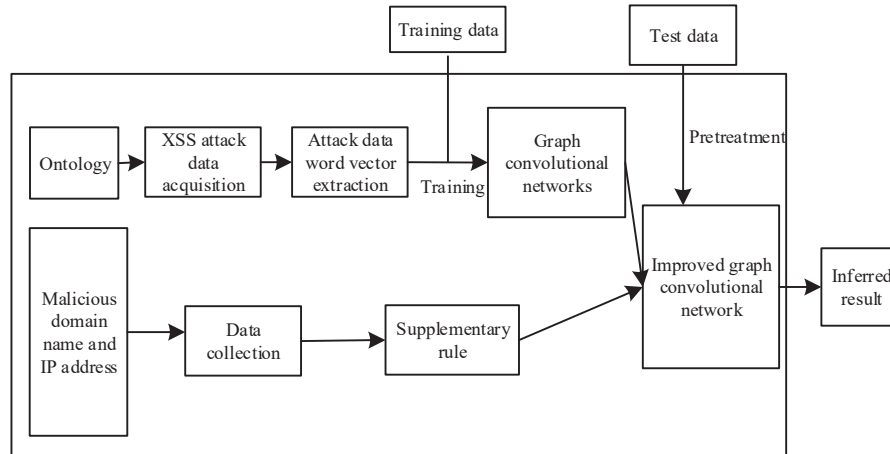 Training data
Test data
Ontology
XSS attack
data
acquisition
Attack data
word vector
extraction
Training
Graph
convolutional
networks
Pretreatment
Malicious
domain
name and
IP address
Data
collection
Supplementary
rule
Improved graph
convolutional
network
Inferred
result